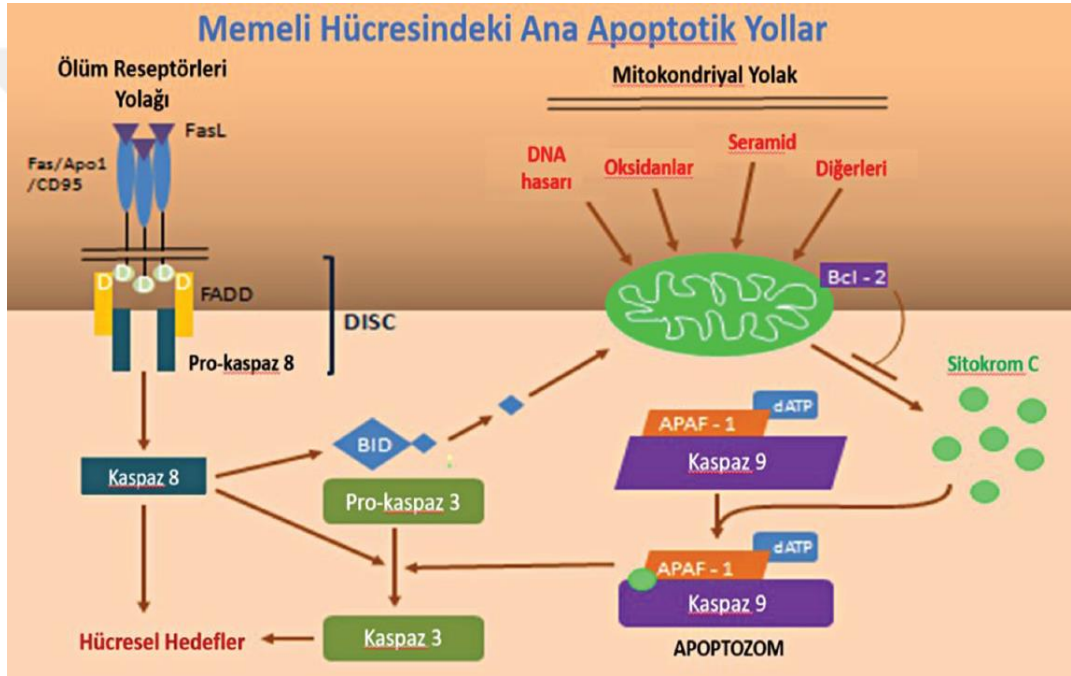 Memeli Hücresindeki Ana Apoptotik Yollar
Ölüm Reseptörleri
Yolağı
FasL
Fas/Apo1
/CD95
D
D
D
D
D
FADD
DISC
Pro-kaspaz 8
Kaspaz 8
Hücresel Hedefler
BID
Pro-kaspaz 3
Kaspaz 3
Mitokondriyal Yolak
DNA
hasarı
Oksidanlar
Seramid
Diğerleri
Bcl - 2
Sitokrom C
dATP
APAF - 1
Kaspaz 9
dATP
APAF - 1
Kaspaz 9
APOPTOZOM